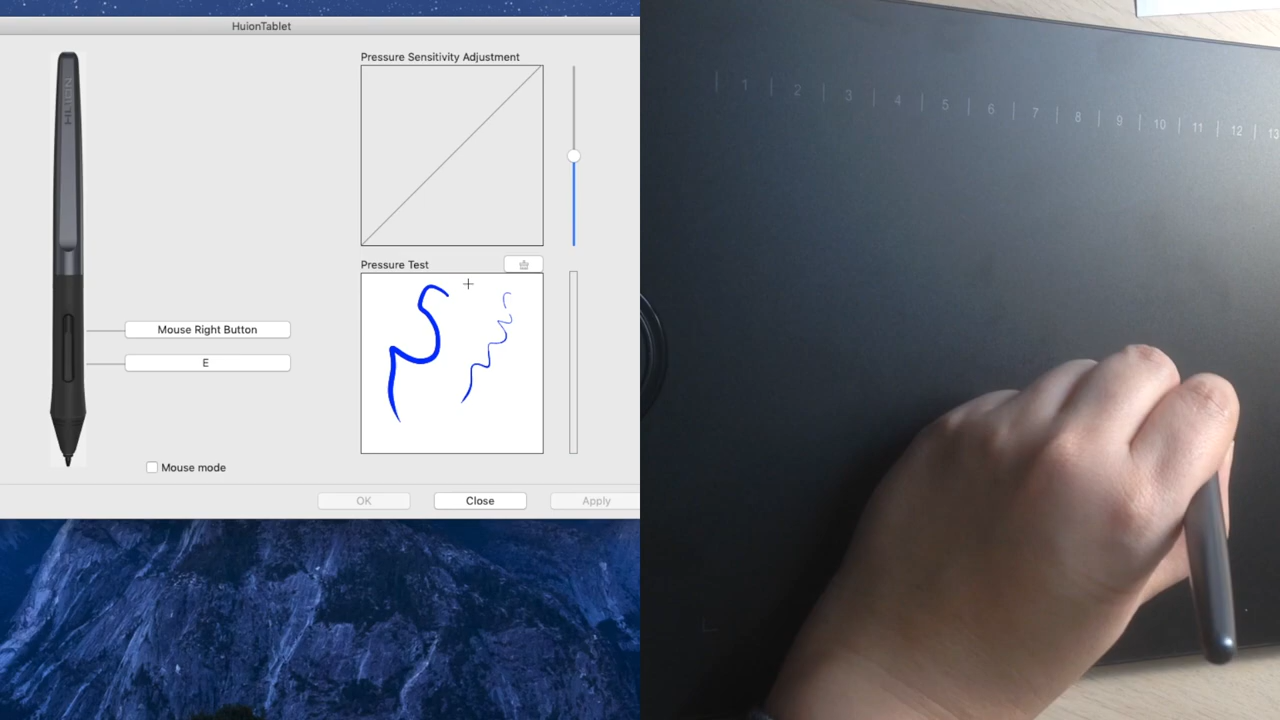 HuionTablet
Pressure Sensitivity Adjustment
HUION
Pressure Test
Mouse Right Button
E
Mouse mode
OK
Close
Apply
1 2 3 4 5 6 7 8 9 10 11 12 13